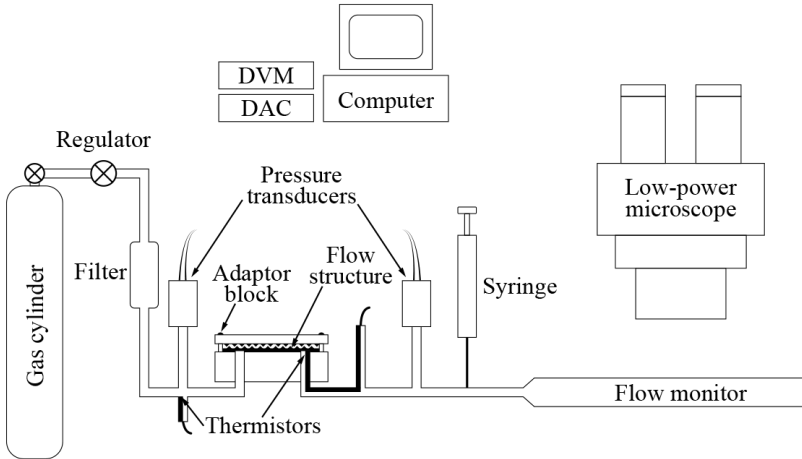 DVM
DAC
Computer
Regulator
Pressure
transducers
Low-power
microscope
Filter
Adaptor
block
Flow
structure
Syringe
Gas cylinder
Flow monitor
Thermistors